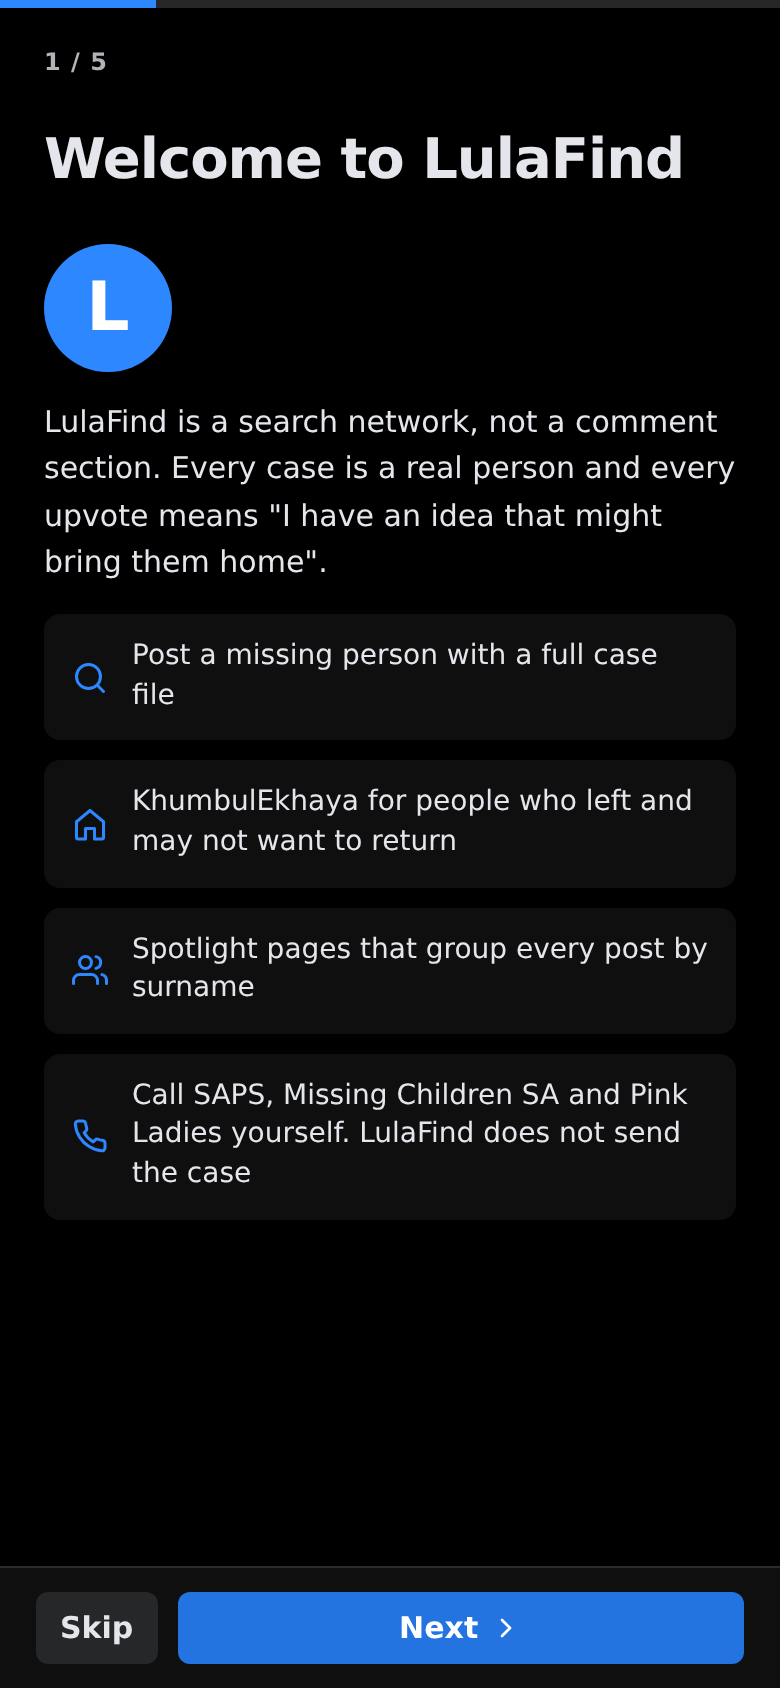 1 / 5
Welcome to LulaFind
L
LulaFind is a search network, not a comment
section. Every case is a real person and every
upvote means "I have an idea that might
bring them home".
Post a missing person with a full case
file
KhumbulEkhaya for people who left and
may not want to return
Spotlight pages that group every post by
surname
Call SAPS, Missing Children SA and Pink
Ladies yourself. LulaFind does not send
the case
Skip
Next